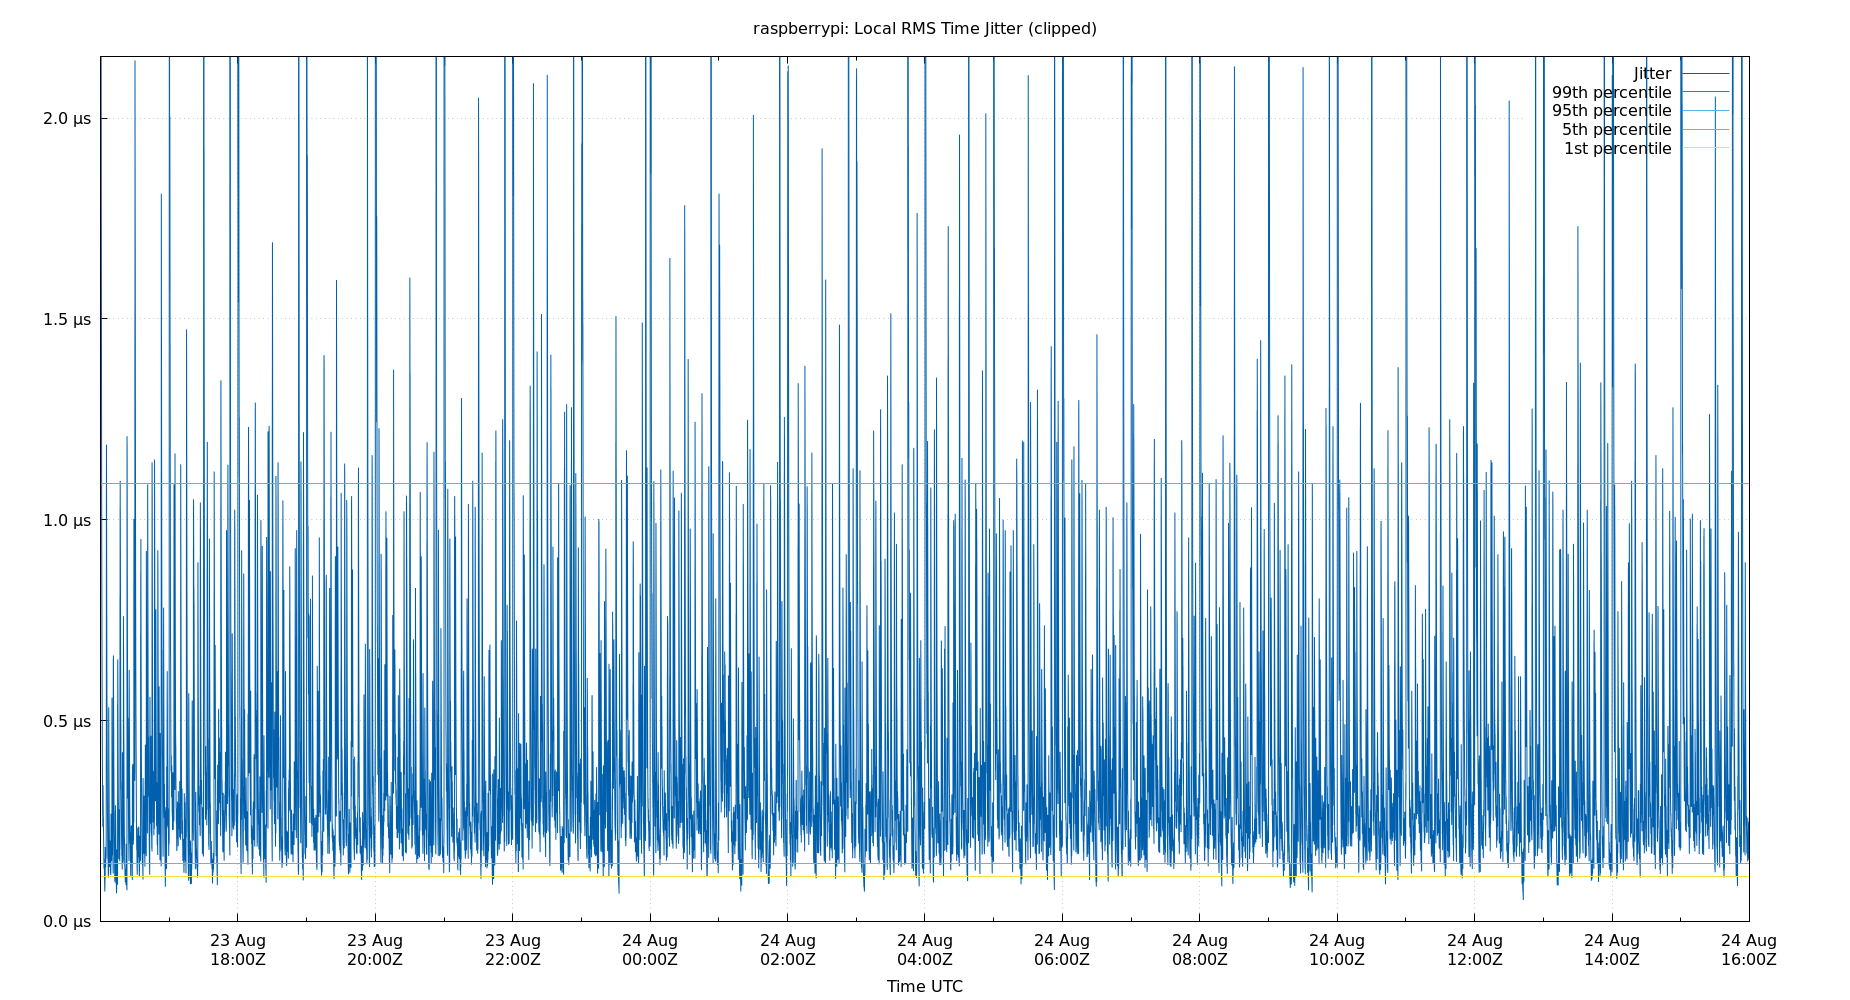 raspberrypi: Local RMS Time Jitter (clipped)
Jitter
99th percentile
95th percentile
5th percentile
1st percentile
2.0 µs
1.5 µs
1.0 µs
0.5 µs
0.0 µs
23 Aug 23 Aug 23 Aug 24 Aug 24 Aug 24 Aug 24 Aug 24 Aug 24 Aug 24 Aug 24 Aug 24 Aug
18:00Z 20:00Z 22:00Z 00:00Z 02:00Z 04:00Z 06:00Z 08:00Z 10:00Z 12:00Z 14:00Z 16:00Z
Time UTC